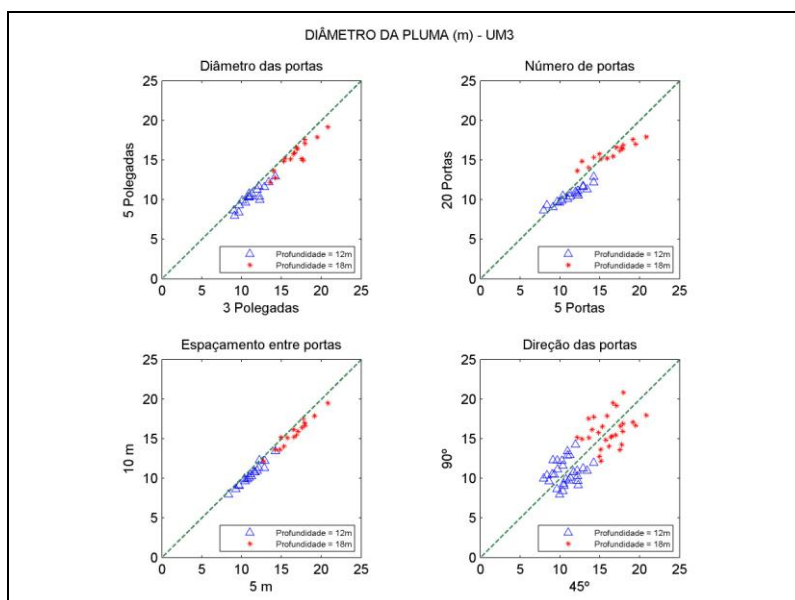 DIÂMETRO DA PLUMA (m) - UM3
Diâmetro das portas
25
20
15
10
5
0
5 Polegadas
0 5 10 15 20 25
3 Polegadas
Profundidade = 12m
Profundidade = 18m
Número de portas
25
20
15
10
5
0
20 Portas
0 5 10 15 20 25
5 Portas
Profundidade = 12m
Profundidade = 18m
Espaçamento entre portas
25
20
15
10
5
0
10 m
0 5 10 15 20 25
5 m
Profundidade = 12m
Profundidade = 18m
Direção das portas
25
20
15
10
5
0
90º
0 5 10 15 20 25
45º
Profundidade = 12m
Profundidade = 18m